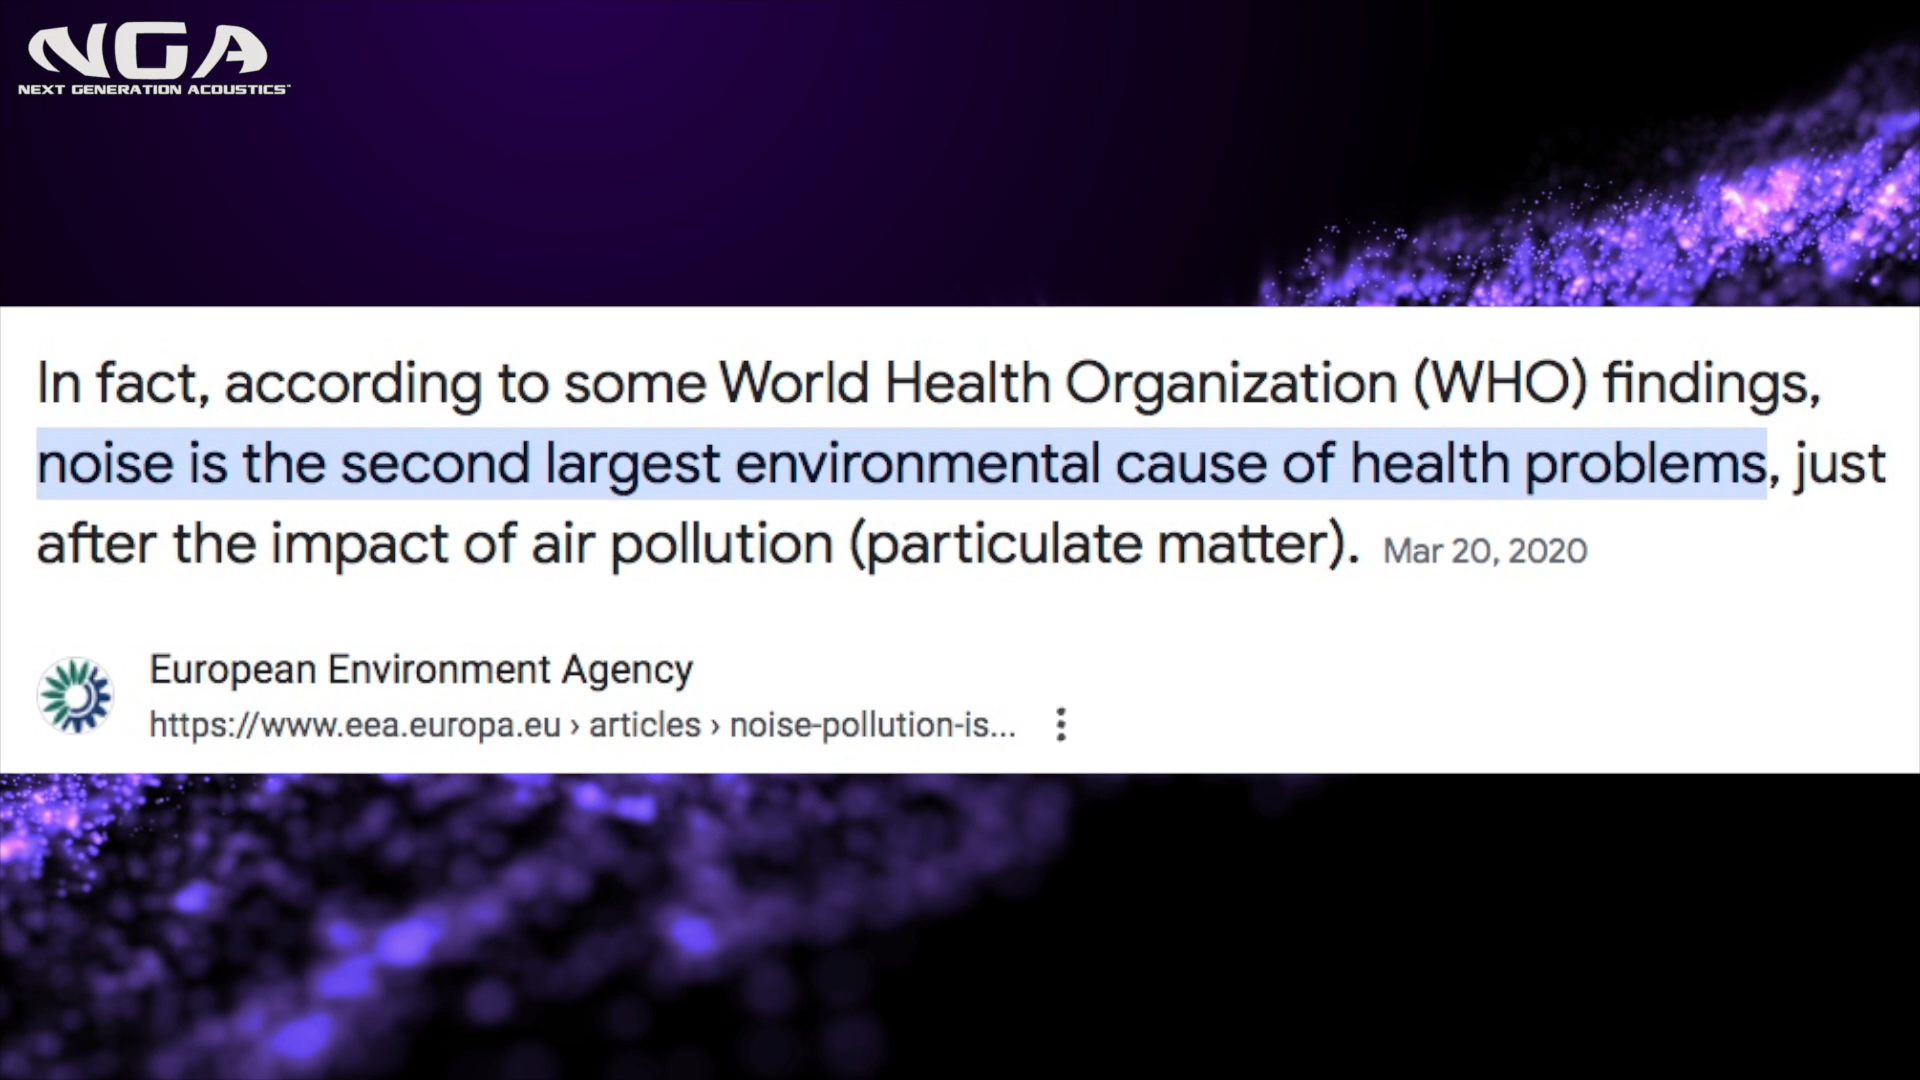 NGA
NEXT GENERATION ACOUSTICS™
In fact, according to some World Health Organization (WHO) findings,
noise is the second largest environmental cause of health problems, just
after the impact of air pollution (particulate matter). Mar 20, 2020
European Environment Agency
https://www.eea.europa.eu › articles › noise-pollution-is...